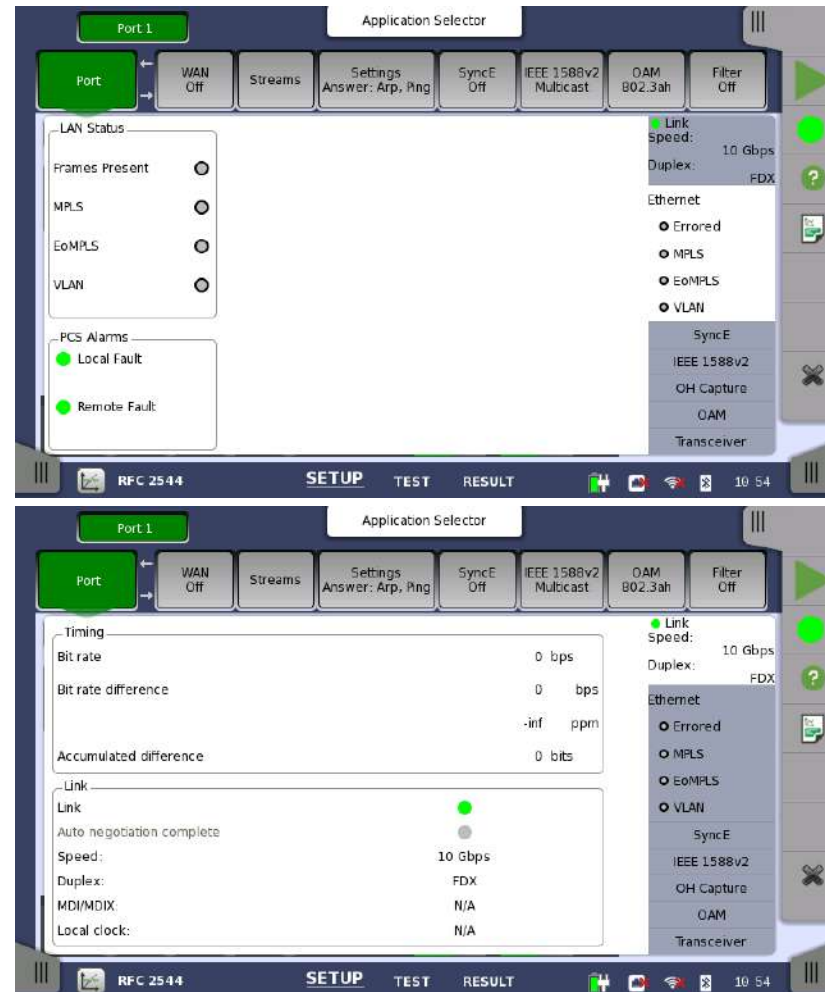 Port 1
Application Selector
Port
WAN
Off
Streams
Settings
Answer: Arp, Ping
SyncE
Off
IEEE 1588v2
Multicast
OAM
802.3ah
Filter
Off
LAN Status
Frames Present
MPLS
EoMPLS
VLAN
PCS Alarms
Local Fault
Remote Fault
Link
Speed:
10 Gbps
Duplex:
FDX
Ethernet
Errored
MPLS
EoMPLS
VLAN
SyncE
IEEE 1588v2
OH Capture
OAM
Transceiver
RFC 2544
SETUP TEST RESULT
10 54
Port 1
Application Selector
Port
WAN
Off
Streams
Settings
Answer: Arp, Ping
SyncE
Off
IEEE 1588v2
Multicast
OAM
802.3ah
Filter
Off
Timing
Bit rate 0 bps
Bit rate difference 0 bps
-inf ppm
Accumulated difference 0 bits
Link
Link
Auto negotiation complete
Speed: 10 Gbps
Duplex: FDX
MDI/MDIX: N/A
Local clock: N/A
Link
Speed:
10 Gbps
Duplex:
FDX
Ethernet
Errored
MPLS
EoMPLS
VLAN
SyncE
IEEE 1588v2
OH Capture
OAM
Transceiver
RFC 2544
SETUP TEST RESULT
10 54